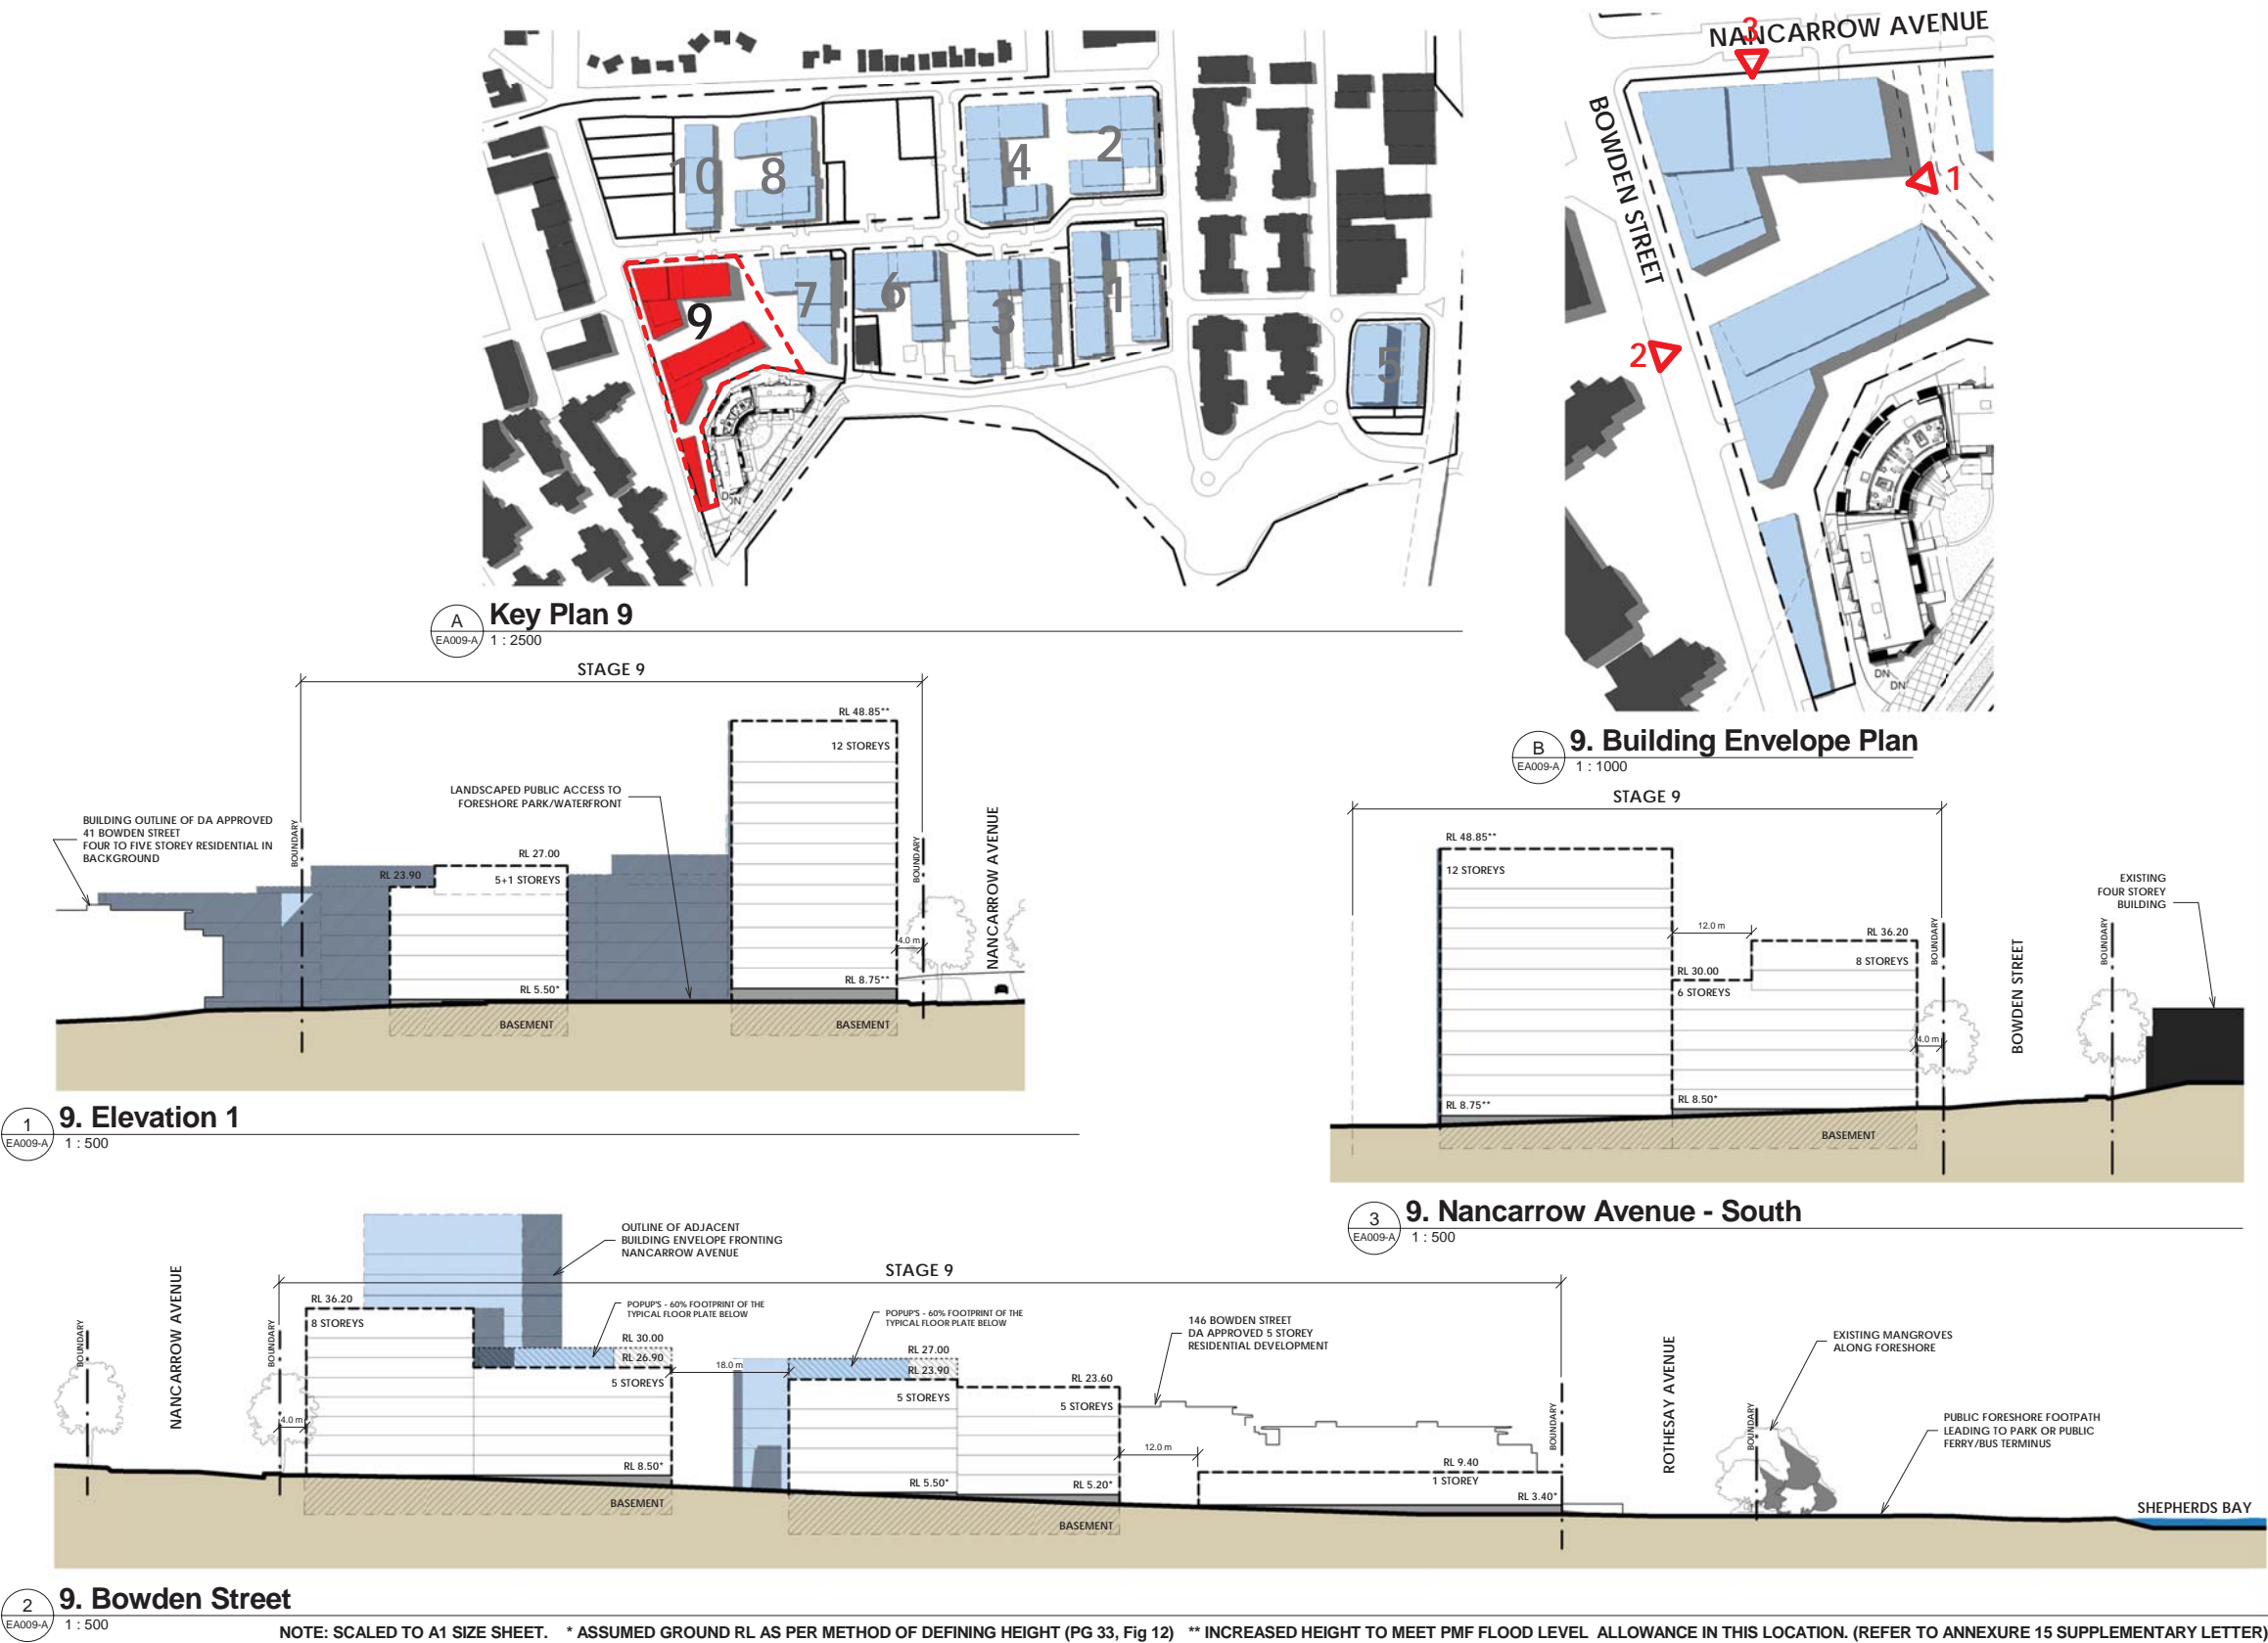 10
8
4
2
9
7
6
3
1
5
DN
DN
A
EA009-A
Key Plan 9
1 : 2500
NANCARROW AVENUE
3
BOWDEN STREET
1
2
DN
DN
B
EA009-A
9. Building Envelope Plan
1 : 1000
STAGE 9
RL 48.85**
12 STOREYS
LANDSCAPED PUBLIC ACCESS TO
FORESHORE PARK/WATERFRONT
BUILDING OUTLINE OF DA APPROVED
41 BOWDEN STREET
FOUR TO FIVE STOREY RESIDENTIAL IN
BACKGROUND
BOUNDARY
RL 27.00
RL 23.90
5+1 STOREYS
BOUNDARY
NANCARROW AVENUE
4.0 m
RL 5.50*
RL 8.75**
BASEMENT
BASEMENT
1
EA009-A
9. Elevation 1
1 : 500
STAGE 9
RL 48.85**
12 STOREYS
12.0 m
RL 36.20
8 STOREYS
RL 30.00
6 STOREYS
BOUNDARY
BOWDEN STREET
BOUNDARY
EXISTING
FOUR STOREY
BUILDING
4.0 m
RL 8.75**
RL 8.50*
BASEMENT
3
EA009-A
9. Nancarrow Avenue - South
1 : 500
OUTLINE OF ADJACENT
BUILDING ENVELOPE FRONTING
NANCARROW AVENUE
STAGE 9
BOUNDARY
NANCARROW AVENUE
BOUNDARY
RL 36.20
8 STOREYS
POPUP'S - 60% FOOTPRINT OF THE
TYPICAL FLOOR PLATE BELOW
RL 30.00
RL 26.90
5 STOREYS
18.0 m
POPUP'S - 60% FOOTPRINT OF THE
TYPICAL FLOOR PLATE BELOW
RL 27.00
RL 23.90
5 STOREYS
RL 23.60
5 STOREYS
146 BOWDEN STREET
DA APPROVED 5 STOREY
RESIDENTIAL DEVELOPMENT
4.0 m
RL 8.50*
BASEMENT
RL 5.50*
RL 5.20*
BASEMENT
12.0 m
RL 9.40
1 STOREY
RL 3.40*
BOUNDARY
ROTHESAY AVENUE
BOUNDARY
EXISTING MANGROVES
ALONG FORESHORE
PUBLIC FORESHORE FOOTPATH
LEADING TO PARK OR PUBLIC
FERRY/BUS TERMINUS
SHEPHERDS BAY
2
EA009-A
9. Bowden Street
1 : 500
NOTE: SCALED TO A1 SIZE SHEET. * ASSUMED GROUND RL AS PER METHOD OF DEFINING HEIGHT (PG 33, Fig 12) ** INCREASED HEIGHT TO MEET PMF FLOOD LEVEL ALLOWANCE IN THIS LOCATION. (REFER TO ANNEXURE 15 SUPPLEMENTARY LETTER)